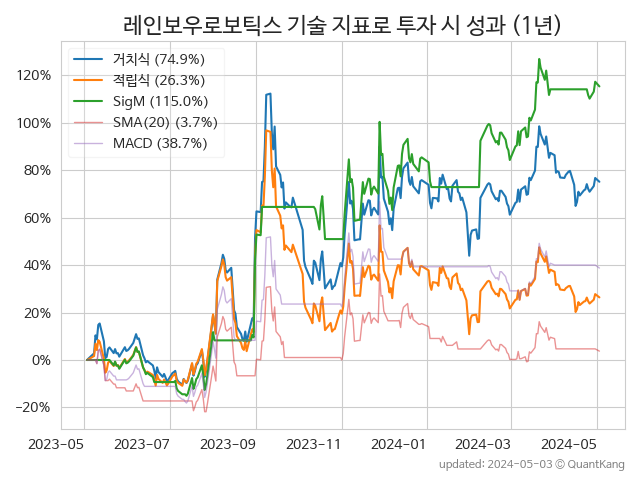 레인보우로보틱스 기술 지표로 투자 시 성과 (1년)
거치식 (74.9%)
적립식 (26.3%)
SigM (115.0%)
SMA(20) (3.7%)
MACD (38.7%)
120%
100%
80%
60%
40%
20%
0%
−20%
2023-05 2023-07 2023-09 2023-11 2024-01 2024-03 2024-05
updated: 2024-05-03 © QuantKang